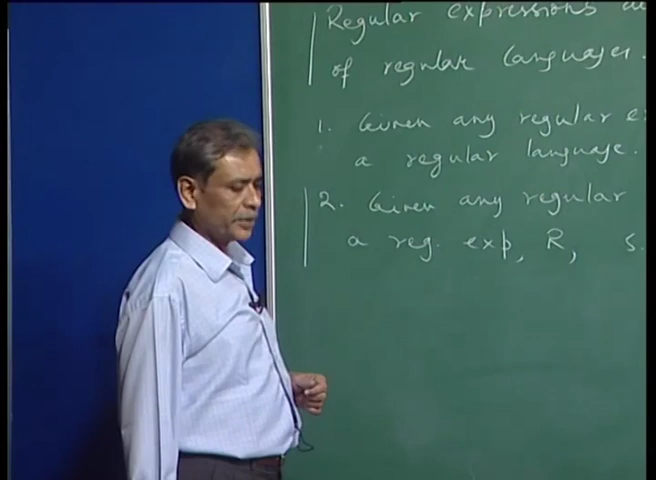 Regular expressions
of regular languages.
1. Given any regular
a regular language.
2. Given any regular
a reg. exp, R, s.